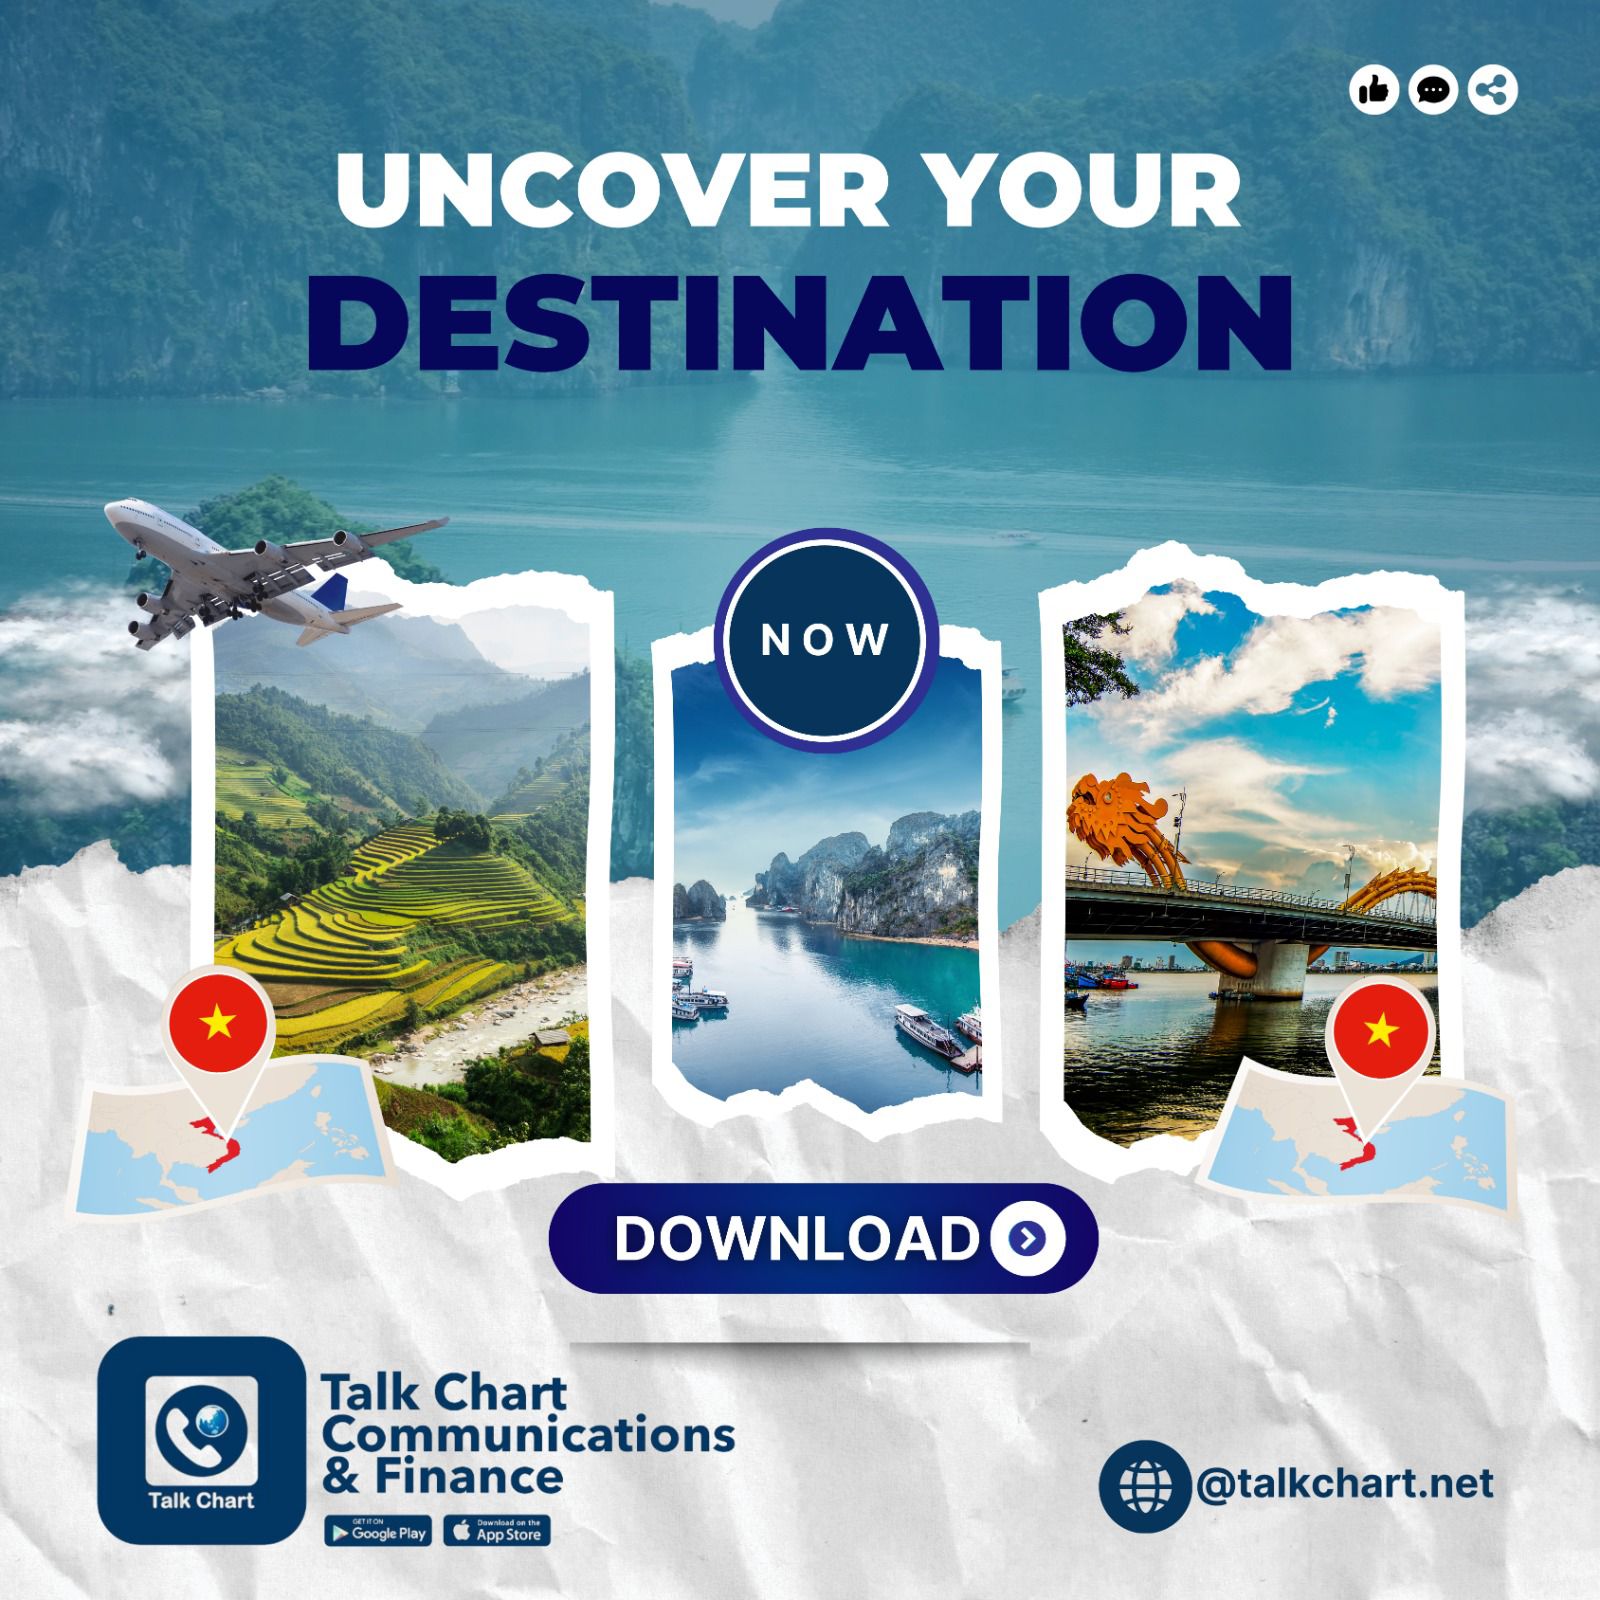 UNCOVER YOUR
DESTINATION
NOW
DOWNLOAD
Talk Chart
Talk Chart
Communications
& Finance
GET IT ON
Google Play
Download on the
App Store
@talkchart.net